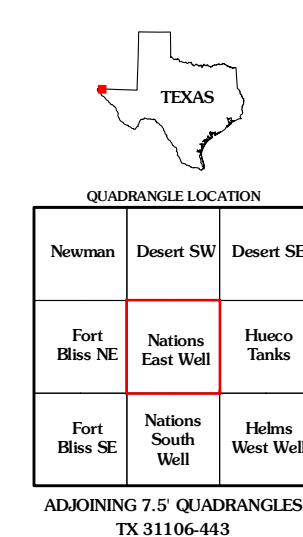 TEXAS
QUADRANGLE LOCATION
Newman
Desert SW
Desert SE
Fort
Bliss NE
Nations
East Well
Hueco
Tanks
Fort
Bliss SE
Nations
South
Well
Helms
West Well
ADJOINING 7.5' QUADRANGLES
TX 31106-443